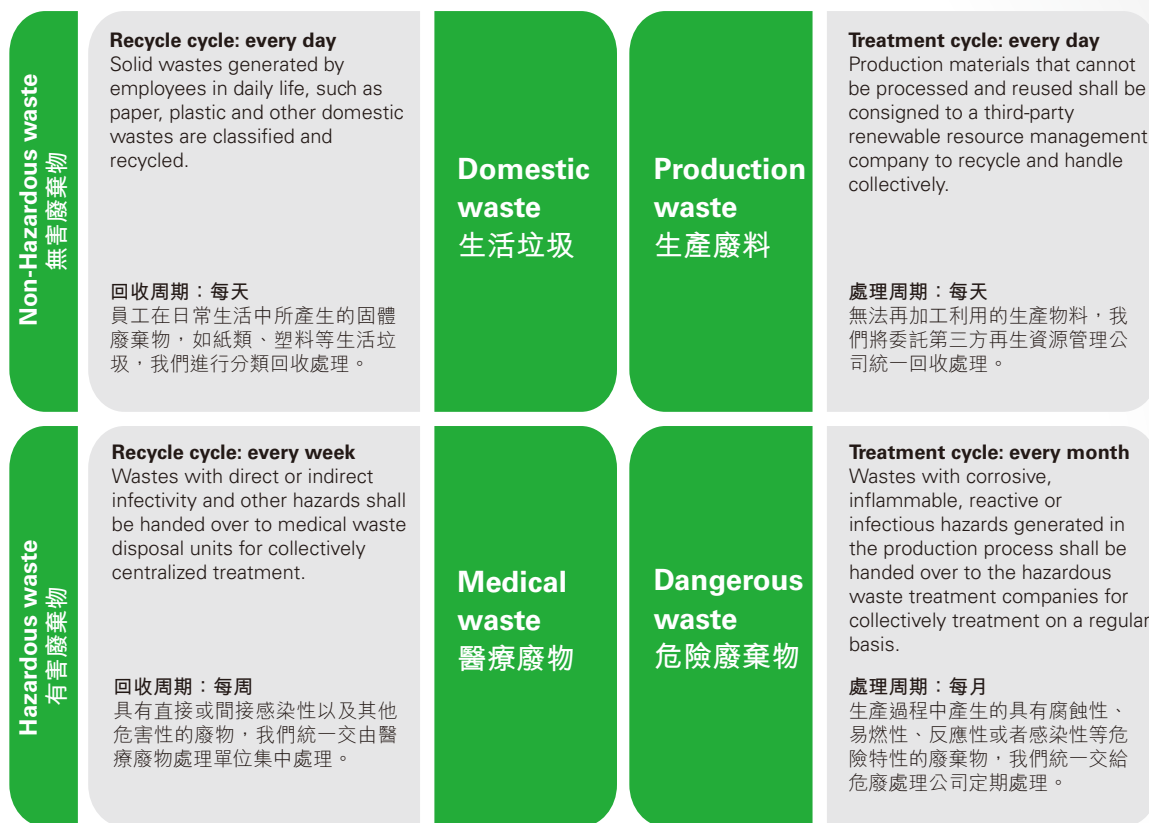 Non-Hazardous waste
無害廢棄物
Recycle cycle: every day
Solid wastes generated by
employees in daily life, such as
paper, plastic and other domestic
wastes are classified and
recycled.
回收周期：每天
員工在日常生活中所產生的固體
廢棄物，如紙類、塑料等生活垃
圾，我們進行分類回收處理。
Domestic
waste
生活垃圾
Production
waste
生產廢料
Treatment cycle: every day
Production materials that cannot
be processed and reused shall be
consigned to a third-party
renewable resource management
company to recycle and handle
collectively.
處理周期：每天
無法再加工利用的生產物料，我
們將委託第三方再生資源管理公
司統一回收處理。
Hazardous waste
有害廢棄物
Recycle cycle: every week
Wastes with direct or indirect
infectivity and other hazards shall
be handed over to medical waste
disposal units for collectively
centralized treatment.
回收周期：每周
具有直接或間接感染性以及其他
危害性的廢物，我們統一交由醫
療廢物處理單位集中處理。
Medical
waste
醫療廢物
Dangerous
waste
危險廢棄物
Treatment cycle: every month
Wastes with corrosive,
inflammable, reactive or
infectious hazards generated in
the production process shall be
handed over to the hazardous
waste treatment companies for
collectively treatment on a regular
basis.
處理周期：每月
生產過程中產生的具有腐蝕性、
易燃性、反應性或者感染性等危
險特性的廢棄物，我們統一交給
危廢處理公司定期處理。